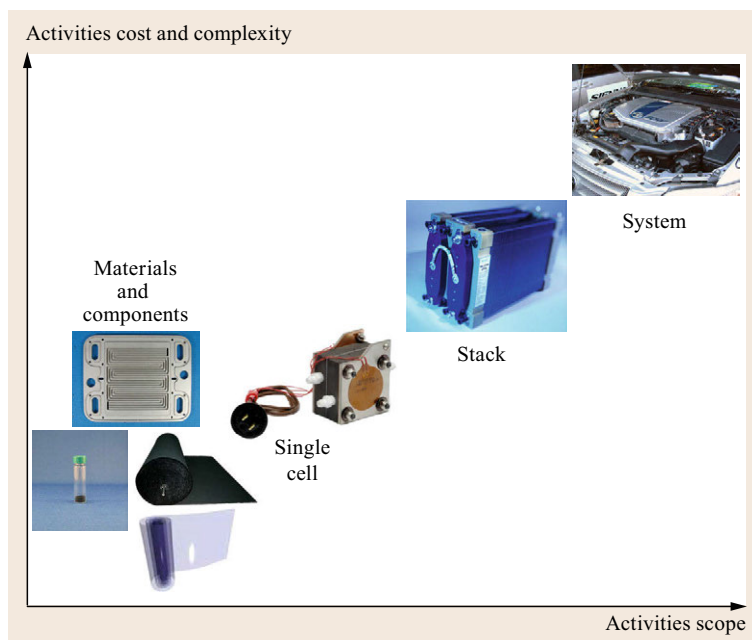 Activities cost and complexity
System
Materials
and
components
Stack
Single
cell
Activities scope